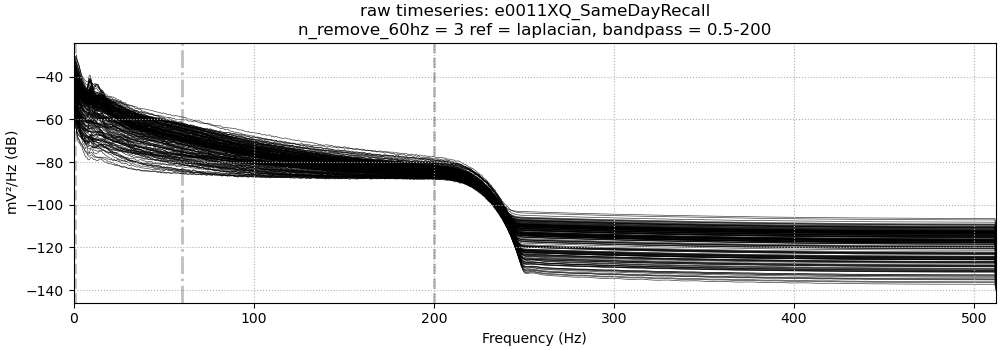 raw timeseries: e0011XQ_SameDayRecall
n_remove_60hz = 3 ref = laplacian, bandpass = 0.5-200
mV²/Hz (dB)
−40
−60
−80
−100
−120
−140
0 100 200 300 400 500
Frequency (Hz)